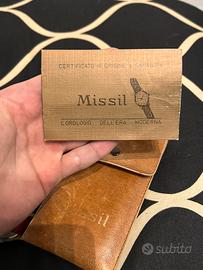 CERTIFICATO DI ORIGINE E GARANZIA
Missil
L'OROLOGIO DELL'ERA MODERNA
Missil
subito